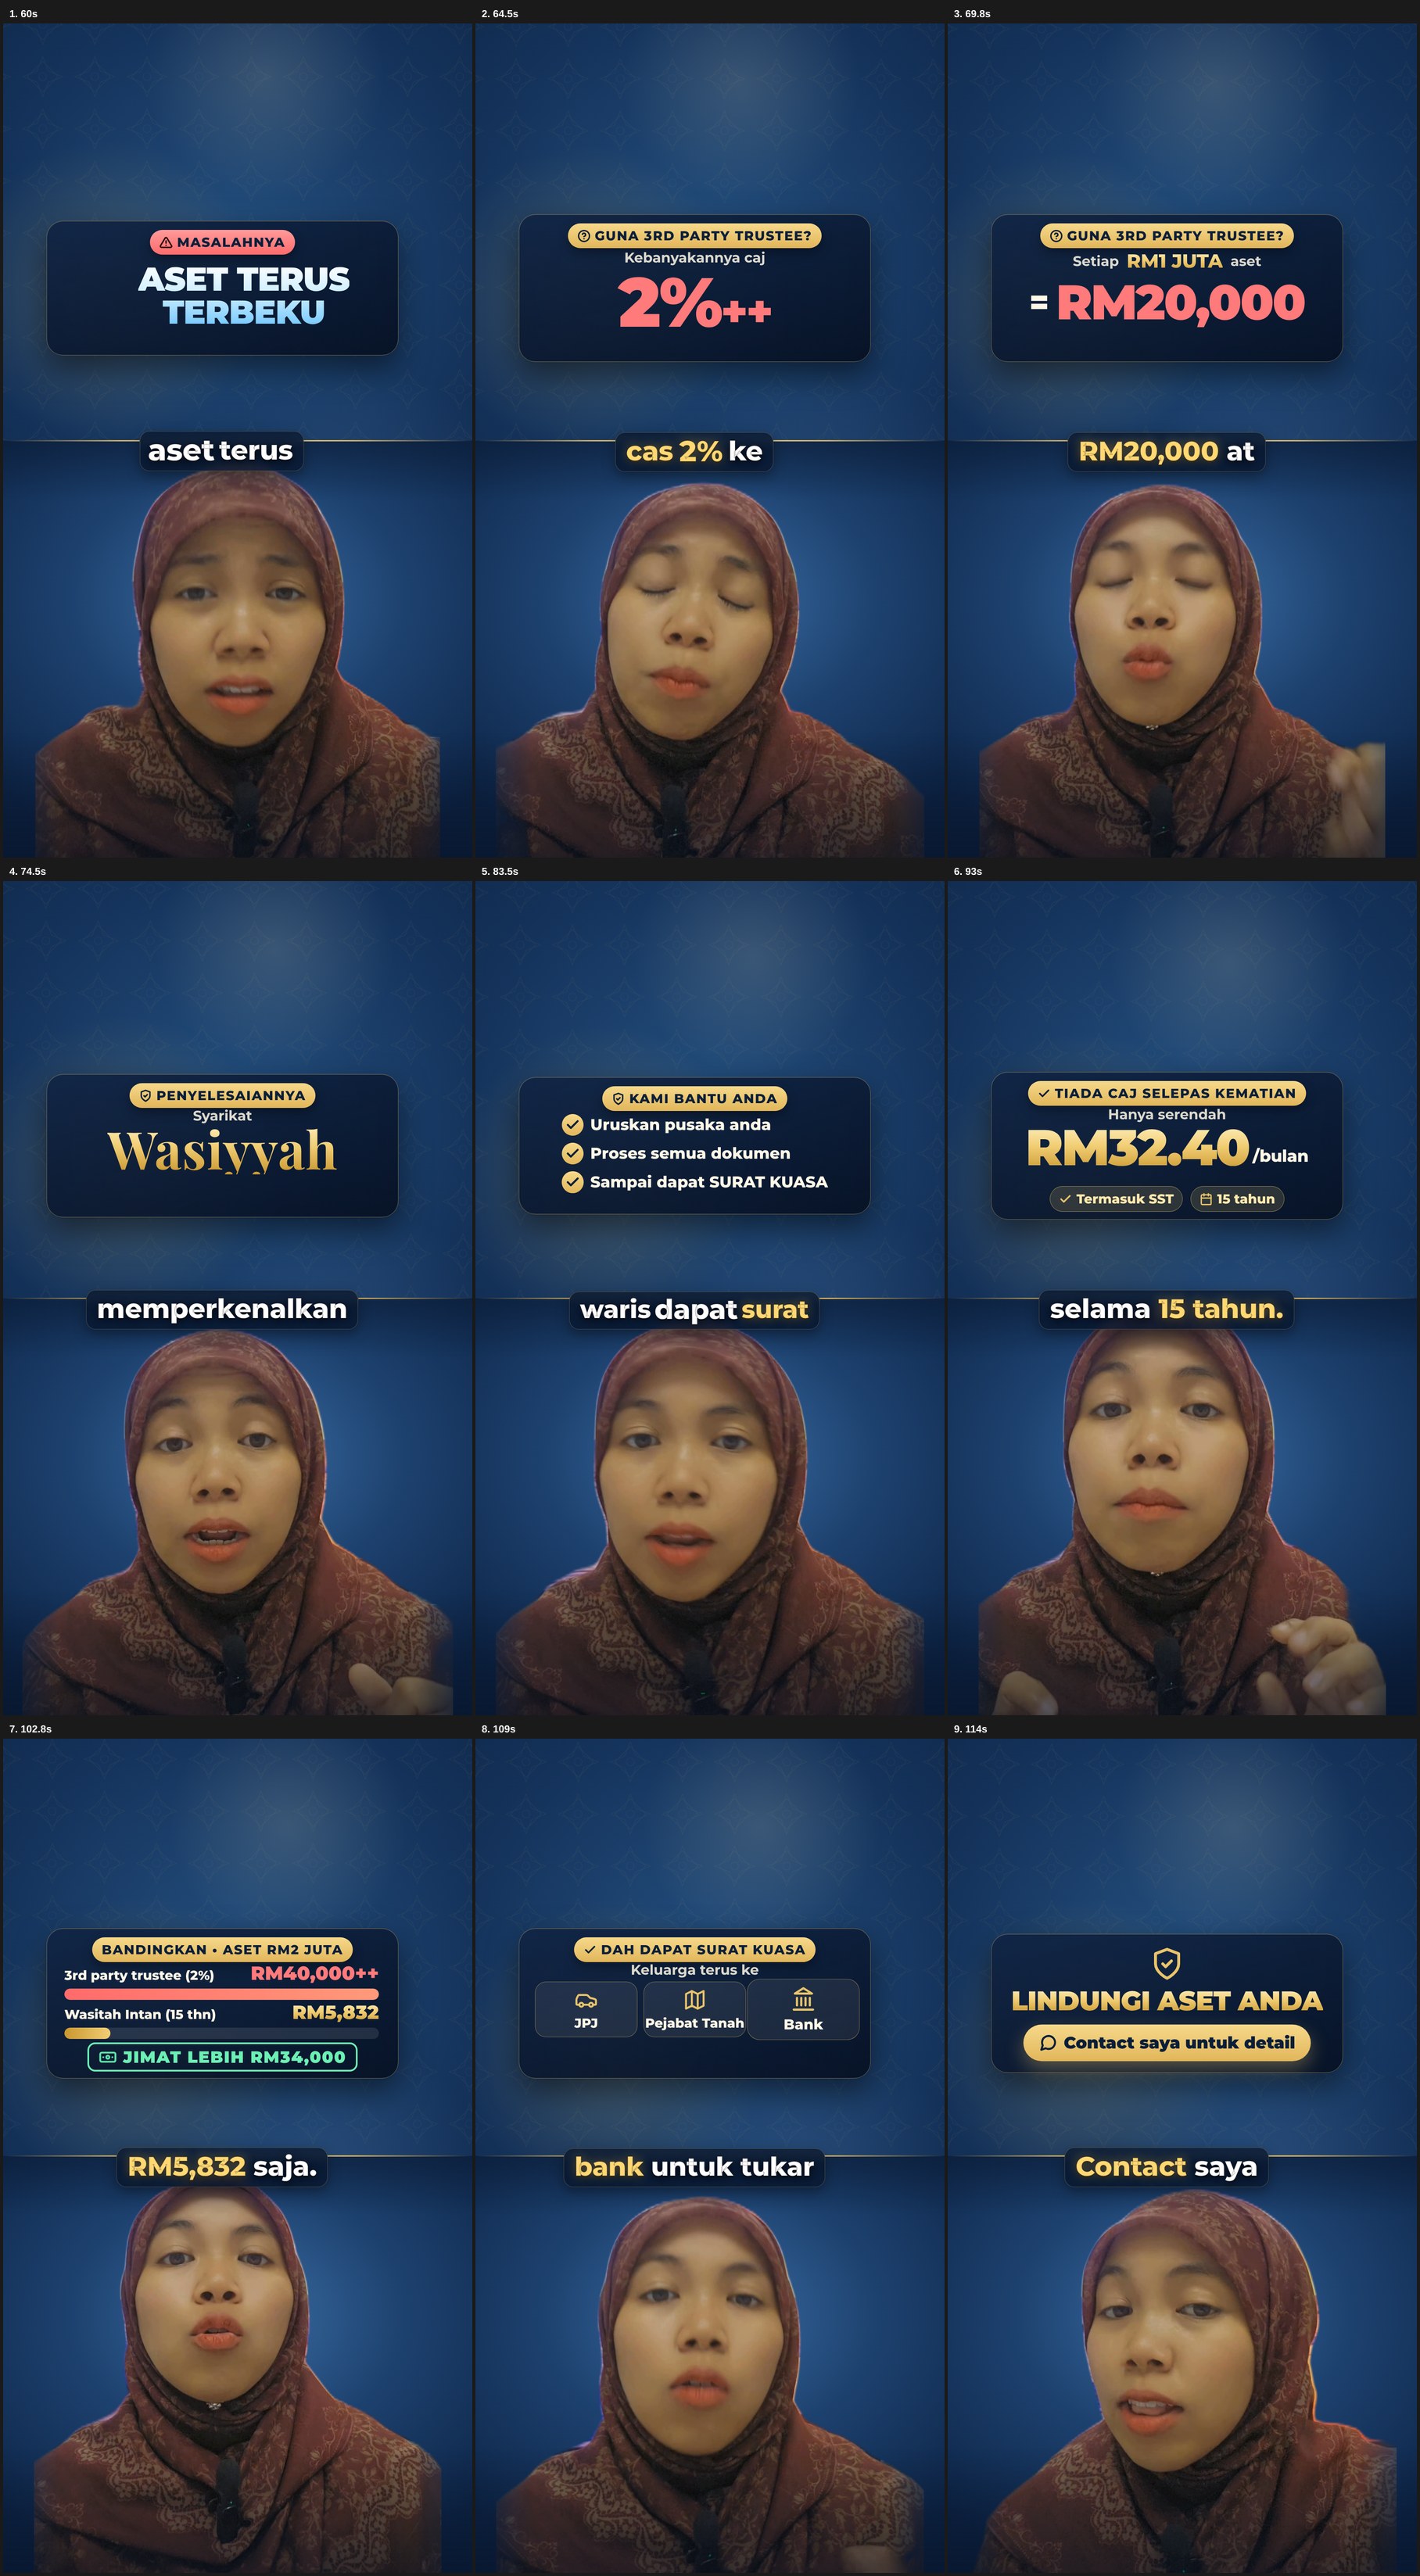 1. 60s
MASALAHNYA
ASET TERUS
TERBEKU
aset terus
2. 64.5s
GUNA 3RD PARTY TRUSTEE?
Kebanyakannya caj
2%++
cas 2% ke
3. 69.8s
GUNA 3RD PARTY TRUSTEE?
Setiap RM1 JUTA aset
= RM20,000
RM20,000 at
4. 74.5s
PENYELESAIANNYA
Syarikat
Wasiyyah
memperkenalkan
5. 83.5s
KAMI BANTU ANDA
Uruskan pusaka anda
Proses semua dokumen
Sampai dapat SURAT KUASA
waris dapat surat
6. 93s
TIADA CAJ SELEPAS KEMATIAN
Hanya serendah
RM32.40/bulan
Termasuk SST
15 tahun
selama 15 tahun.
7. 102.8s
BANDINGKAN • ASET RM2 JUTA
3rd party trustee (2%) RM40,000++
Wasitah Intan (15 thn) RM5,832
JIMAT LEBIH RM34,000
RM5,832 saja.
8. 109s
DAH DAPAT SURAT KUASA
Keluarga terus ke
JPJ
Pejabat Tanah
Bank
bank untuk tukar
9. 114s
LINDUNGI ASET ANDA
Contact saya untuk detail
Contact saya